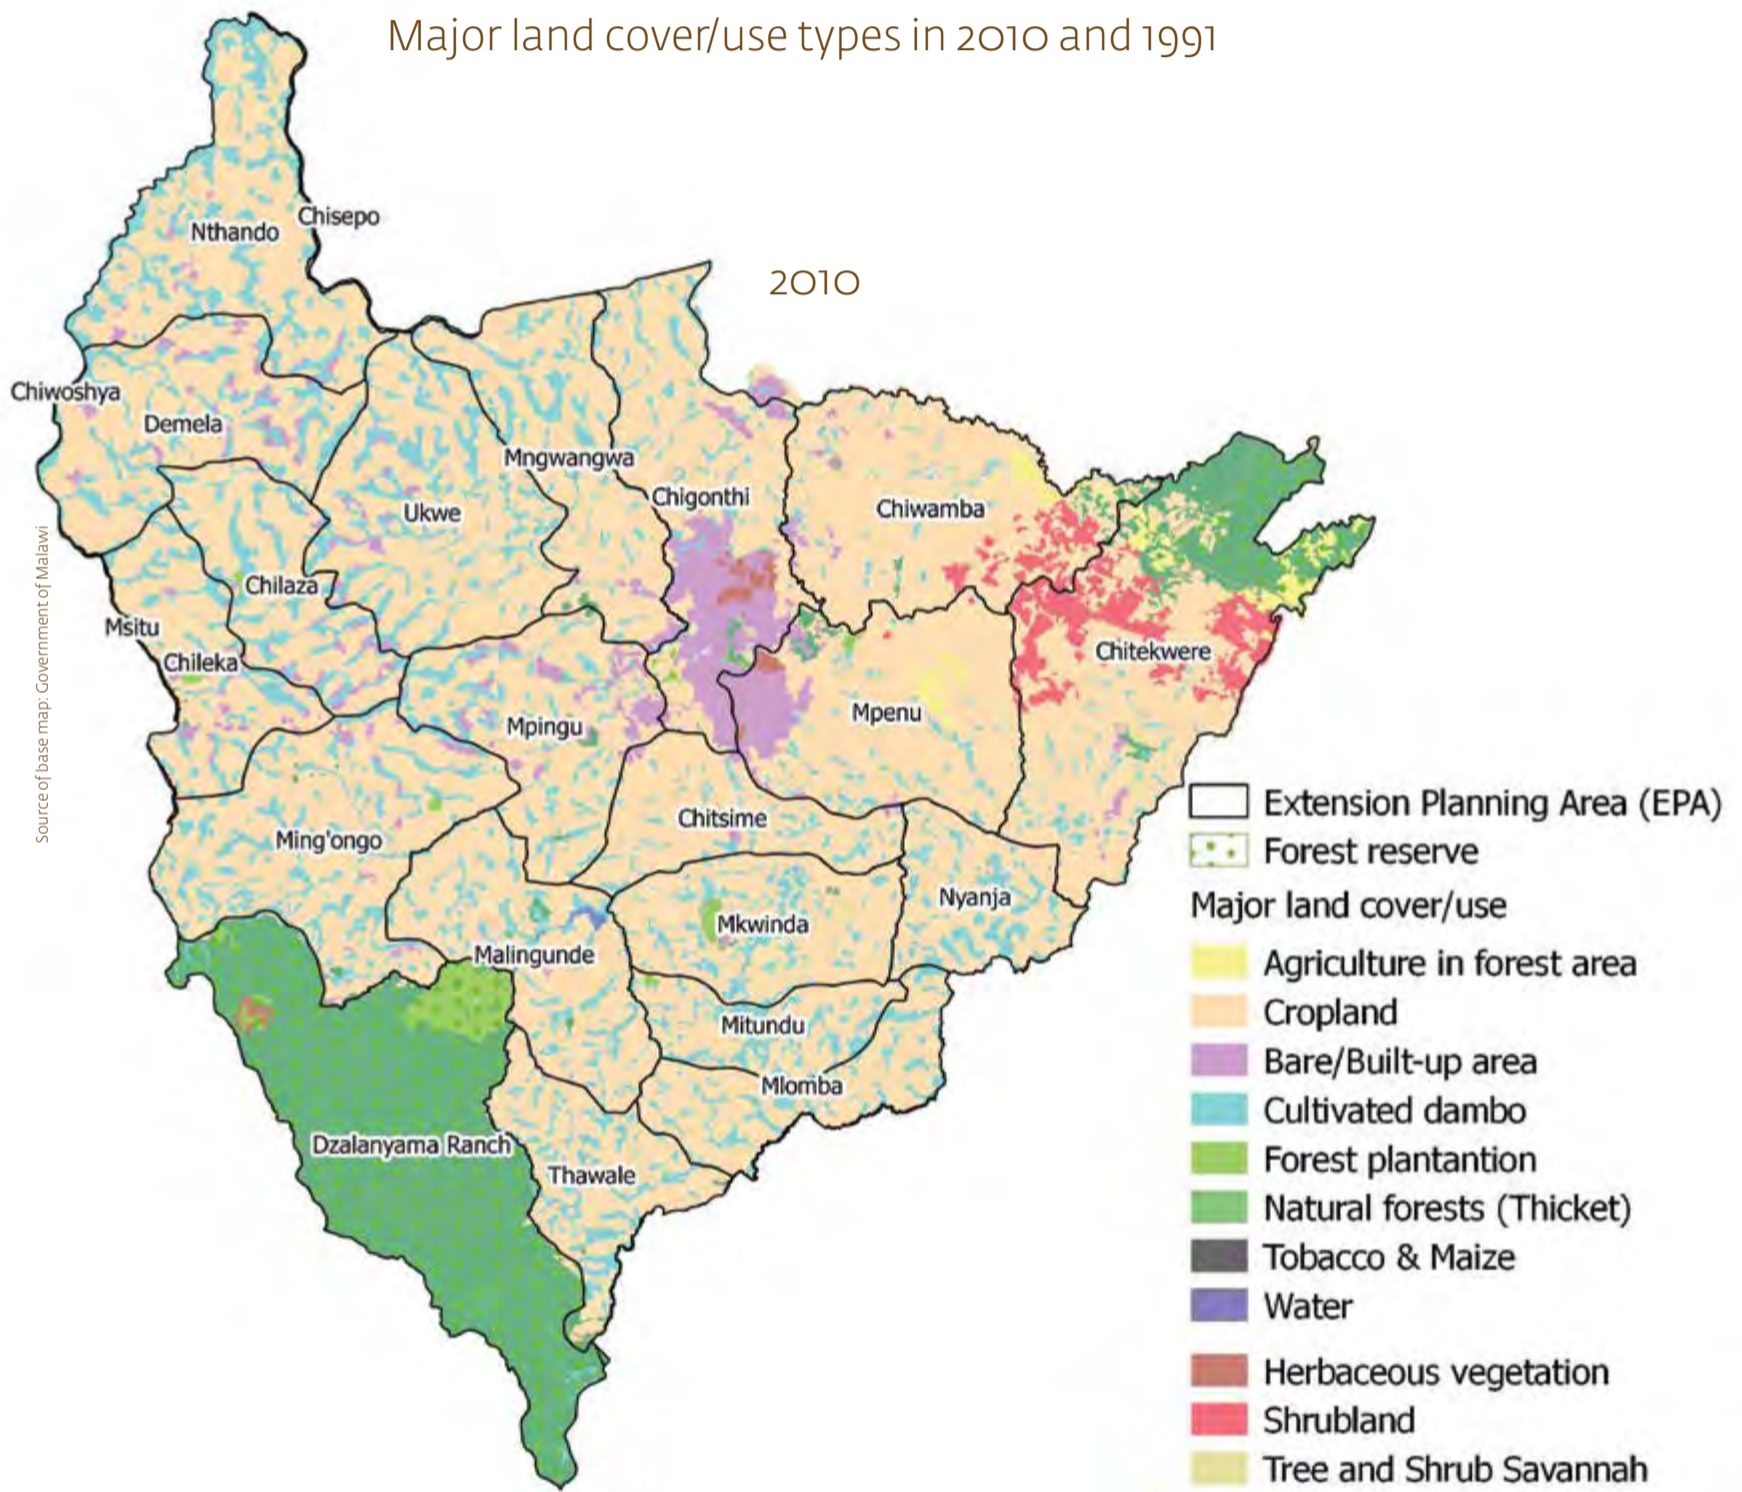 Major land cover/use types in 2010 and 1991
2010
Chisepo
Nthando
Chiwoshya
Demela
Mngwangwa
Chigonthi
Chiwamba
Ukwe
Chilaza
Msitu
Chileka
Chitekwere
Mpingu
Mpenu
Chitsime
Ming'ongo
Nyanja
Mkwinda
Malingunde
Mitundu
Mlomba
Dzalanyama Ranch
Thawale
Source of base map: Government of Malawi
Extension Planning Area (EPA)
Forest reserve
Major land cover/use
Agriculture in forest area
Cropland
Bare/Built-up area
Cultivated dambo
Forest plantantion
Natural forests (Thicket)
Tobacco & Maize
Water
Herbaceous vegetation
Shrubland
Tree and Shrub Savannah